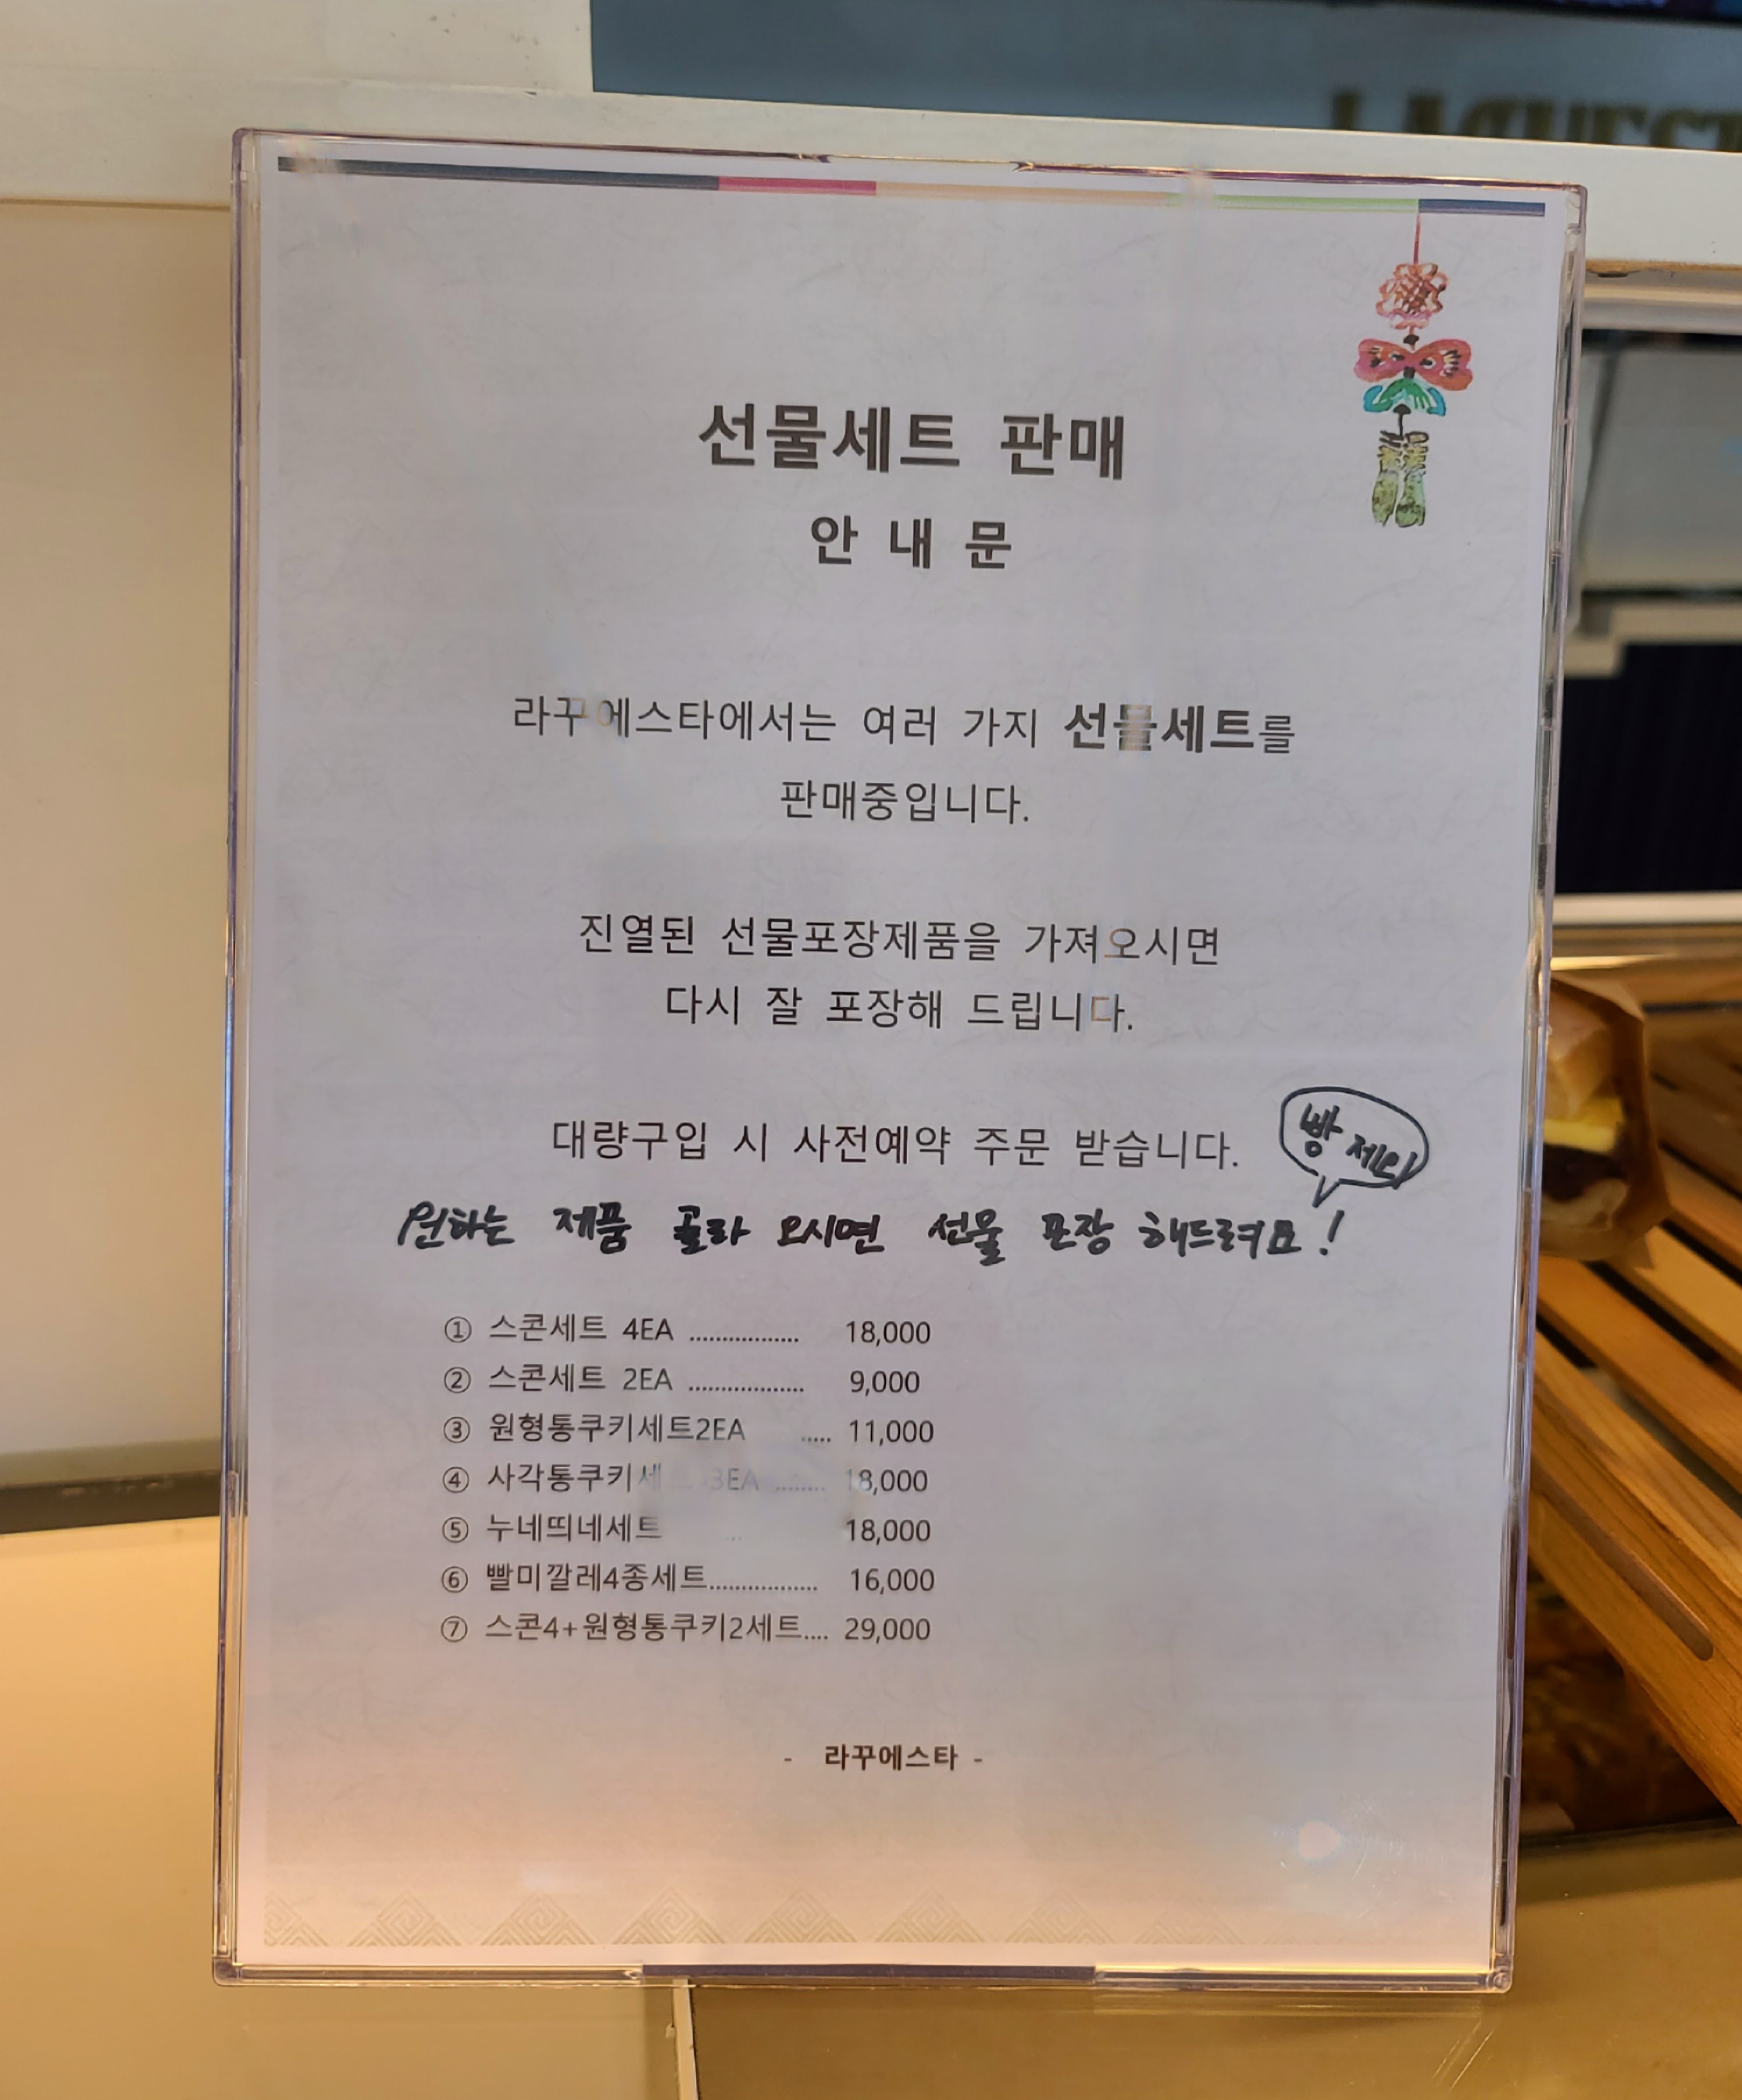 선물세트 판매
안 내 문
라꾸에스타에서는 여러 가지 선물세트를
판매중입니다.
진열된 선물포장제품을 가져오시면
다시 잘 포장해 드립니다.
대량구입 시 사전예약 주문 받습니다.
빵 제외
원하는 제품 골라 오시면 선물 포장 해드려요!
① 스콘세트 4EA .................. 18,000
② 스콘세트 2EA .................. 9,000
③ 원형통쿠키세트2EA ..... 11,000
④ 사각통쿠키세 3EA ........ 18,000
⑤ 누네띠네세트 ... 18,000
⑥ 빨미깔레4종세트................. 16,000
⑦ 스콘4+원형통쿠키2세트.... 29,000
- 라꾸에스타 -